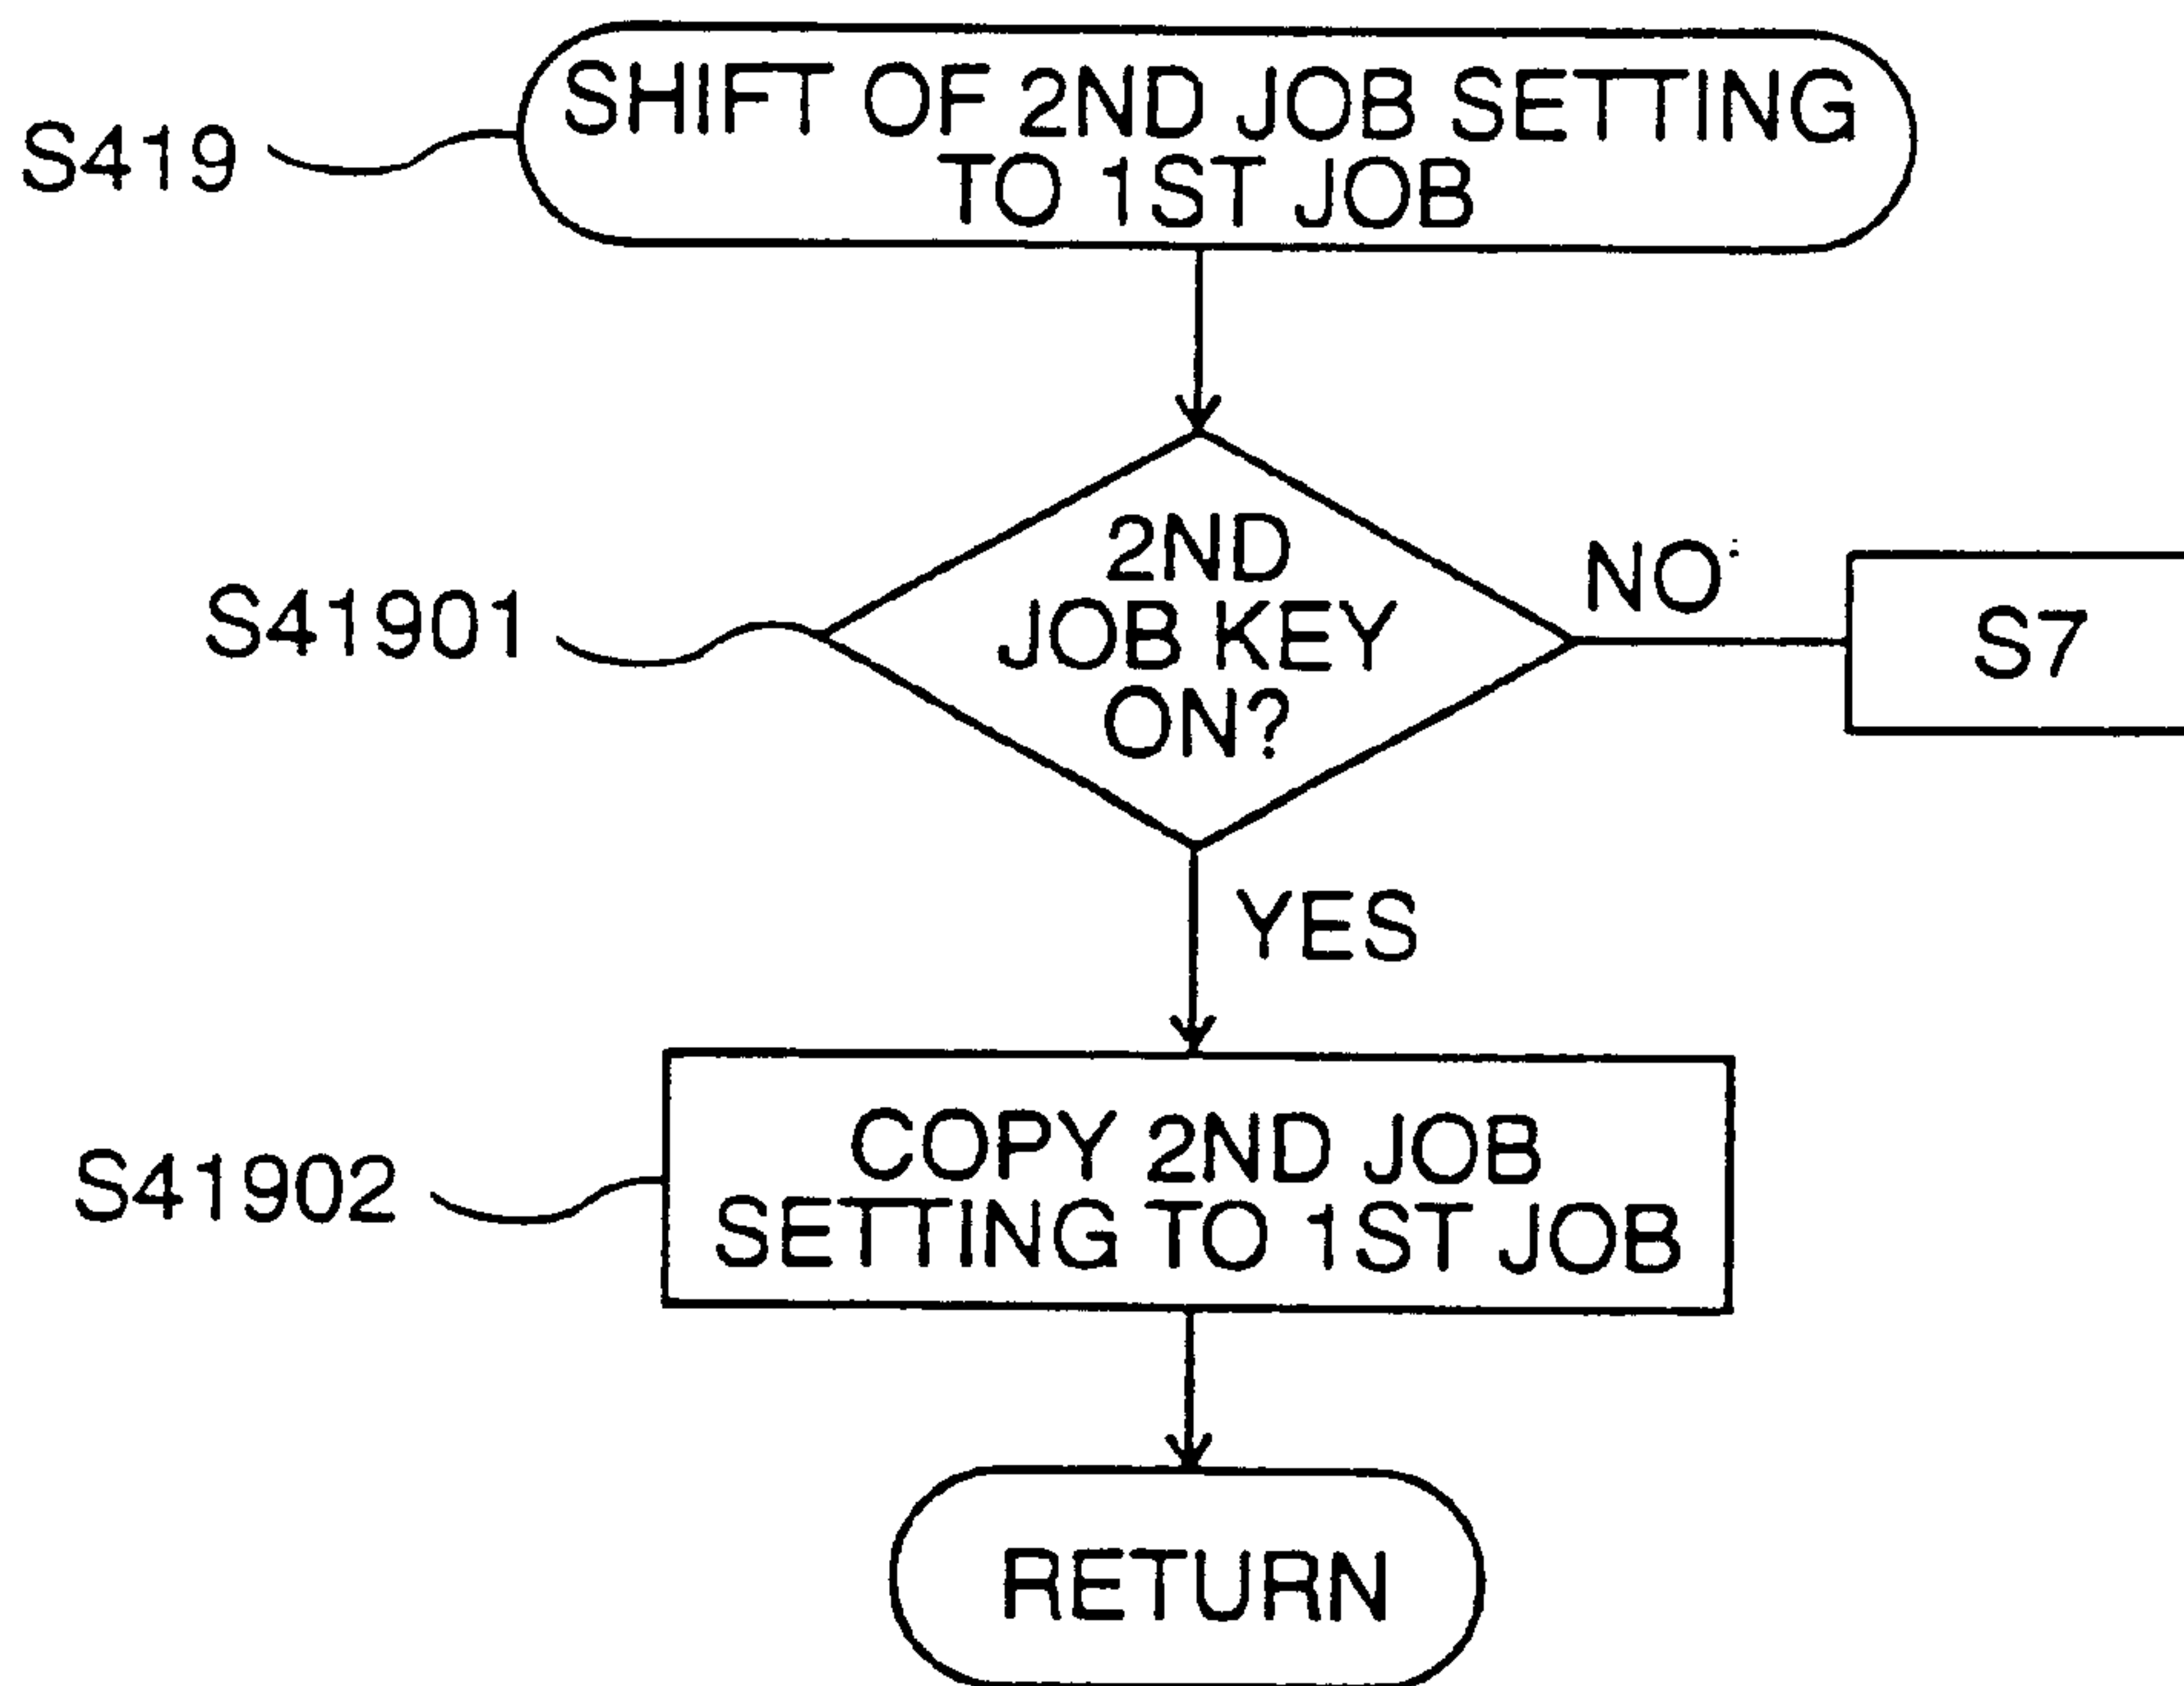 SHIFT OF 2ND JOB SETTING
TO 1ST JOB
S419
2ND
JOB KEY
ON?
S41901
NO
S7
YES
COPY 2ND JOB
SETTING TO 1ST JOB
S41902
RETURN